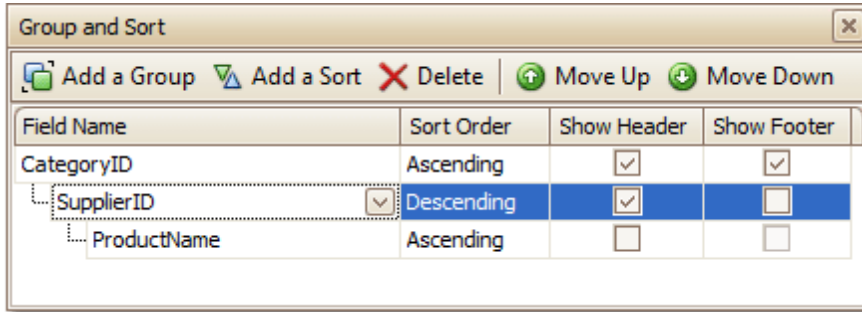 Group and Sort
Add a Group Add a Sort Delete Move Up Move Down
Field Name Sort Order Show Header Show Footer
CategoryID Ascending
SupplierID Descending
ProductName Ascending